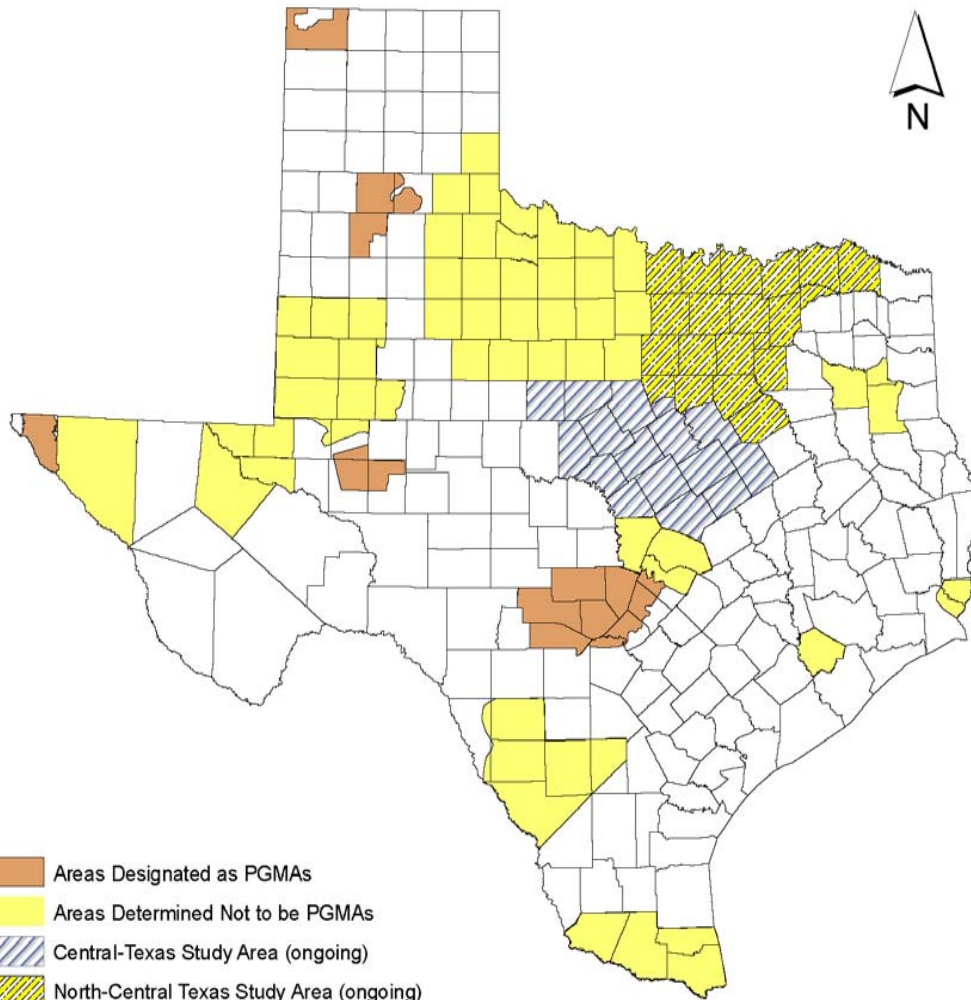 N
Areas Designated as PGMAs
Areas Determined Not to be PGMAs
Central-Texas Study Area (ongoing)
North-Central Texas Study Area (ongoing)